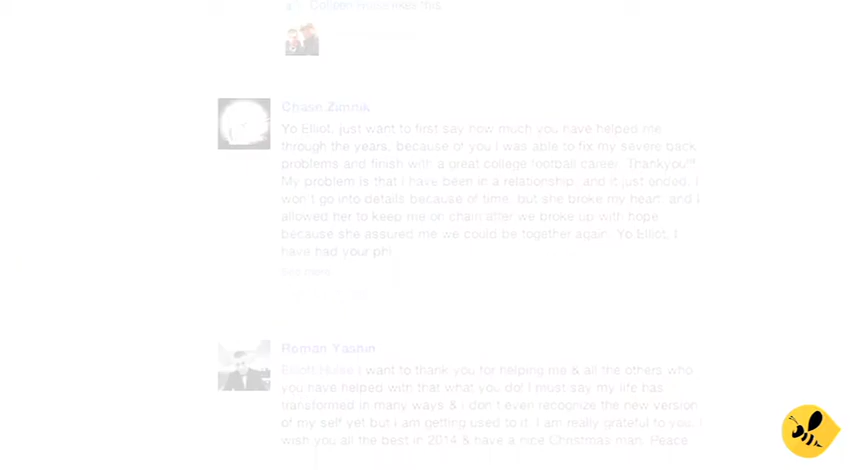 Colleen Hulse likes this.
Chase Zimnik
Yo Elliot, just want to first say how much you have helped me
through the years, because of you I was able to fix my severe back
problems and finish with a great college football career. Thankyou!!!
My problem is that I have been in a relationship, and it just ended, I
won't go into details because of time, but she broke my heart, and I
allowed her to keep me on chain after we broke up with hope
because she assured me we could be together again. Yo Elliot, I
have had your phi
See more
Roman Yashin
Elliott Hulse I want to thank you for helping me & all the others who
you have helped with that what you do! I must say my life has
transformed in many ways & i don't even recognize the new version
of my self yet but I am getting used to it. I am really grateful to you. I
wish you all the best in 2014 & have a nice Christmas man. Peace